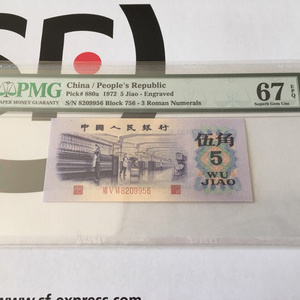 PMG
PAPER MONEY GUARANTY
China / People's Republic
Pick# 880a 1972 5 Jiao - Engraved
S/N 8209956 Block 756 - 3 Roman Numerals
67 EPQ
Superb Gem Unc
中国人民银行
伍角
5
WU
JIAO
8209956
www.sf-express.com